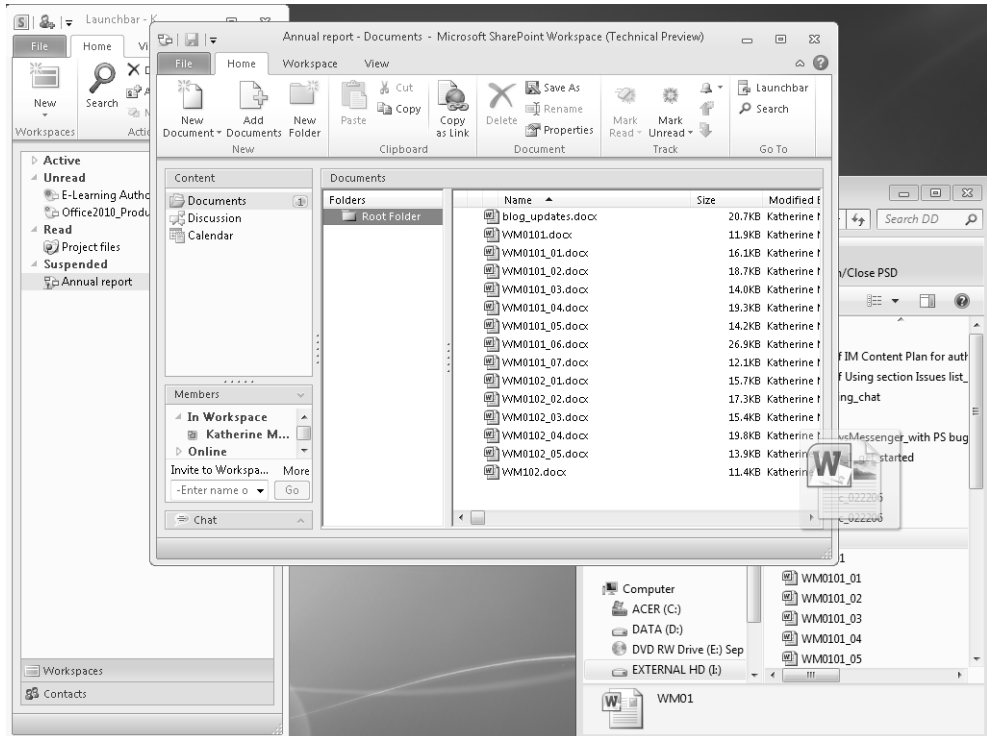 Launchbar - K
File Home Vi
New
Search
Workspaces
Active
Unread
E-Learning Autho
Office2010_Produ
Read
Project files
Suspended
Annual report
Workspaces
Contacts
Annual report - Documents - Microsoft SharePoint Workspace (Technical Preview)
File Home Workspace View
New Document
Add Documents
New Folder
New
Paste
Cut
Copy
Copy as Link
Clipboard
Delete
Save As
Rename
Properties
Document
Mark Read
Mark Unread
Track
Launchbar
Search
Go To
Content
Documents
Discussion
Calendar
Members
In Workspace
Katherine M...
Online
Invite to Workspa... More
-Enter name o Go
Chat
Documents
Folders
Root Folder
Name Size Modified
blog_updates.docx 20.7KB Katherine
WM0101.docx 11.9KB Katherine
WM0101_01.docx 16.1KB Katherine
WM0101_02.docx 18.7KB Katherine
WM0101_03.docx 14.0KB Katherine
WM0101_04.docx 19.3KB Katherine
WM0101_05.docx 14.2KB Katherine
WM0101_06.docx 26.9KB Katherine
WM0101_07.docx 12.1KB Katherine
WM0102_01.docx 15.7KB Katherine
WM0102_02.docx 17.3KB Katherine
WM0102_03.docx 15.4KB Katherine
WM0102_04.docx 19.8KB Katherine
WM0102_05.docx 13.9KB Katherine
WM102.docx 11.4KB Katherin
Search DD
/Close PSD
f IM Content Plan for auth
f Using section Issues list_
ng_chat
wsMessenger_with PS bug
started
c_022206
c_022206
1
WM0101_01
WM0101_02
WM0101_03
WM0101_04
WM0101_05
Computer
ACER (C:)
DATA (D:)
DVD RW Drive (E:) Sep
EXTERNAL HD (I:)
WM01